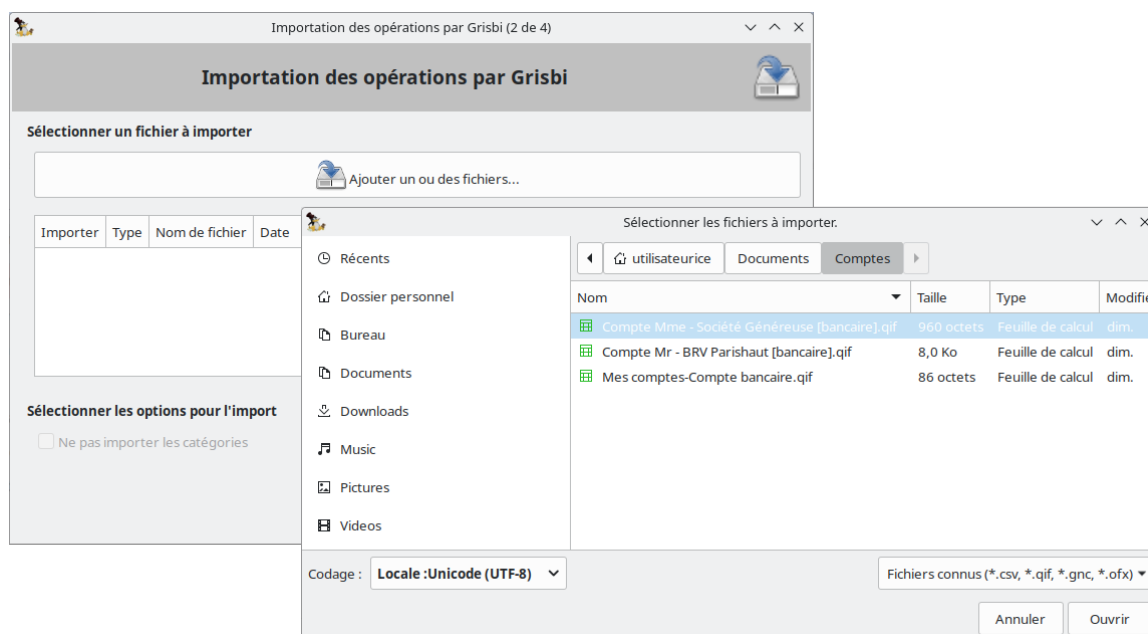 Importation des opérations par Grisbi (2 de 4)
Importation des opérations par Grisbi
Sélectionner un fichier à importer
Ajouter un ou des fichiers...
Importer Type Nom de fichier Date
Sélectionner les options pour l'import
Ne pas importer les catégories
Sélectionner les fichiers à importer.
Récents
Dossier personnel
Bureau
Documents
Downloads
Music
Pictures
Videos
utilisateurice Documents Comptes
Nom Taille Type Modifie
Compte Mme - Société Généreuse [bancaire].qif 960 octets Feuille de calcul dim.
Compte Mr - BRV Parishaut [bancaire].qif 8,0 Ko Feuille de calcul dim.
Mes comptes-Compte bancaire.qif 86 octets Feuille de calcul dim.
Codage : Locale :Unicode (UTF-8)
Fichiers connus (*.csv, *.qif, *.gnc, *.ofx)
Annuler Ouvrir